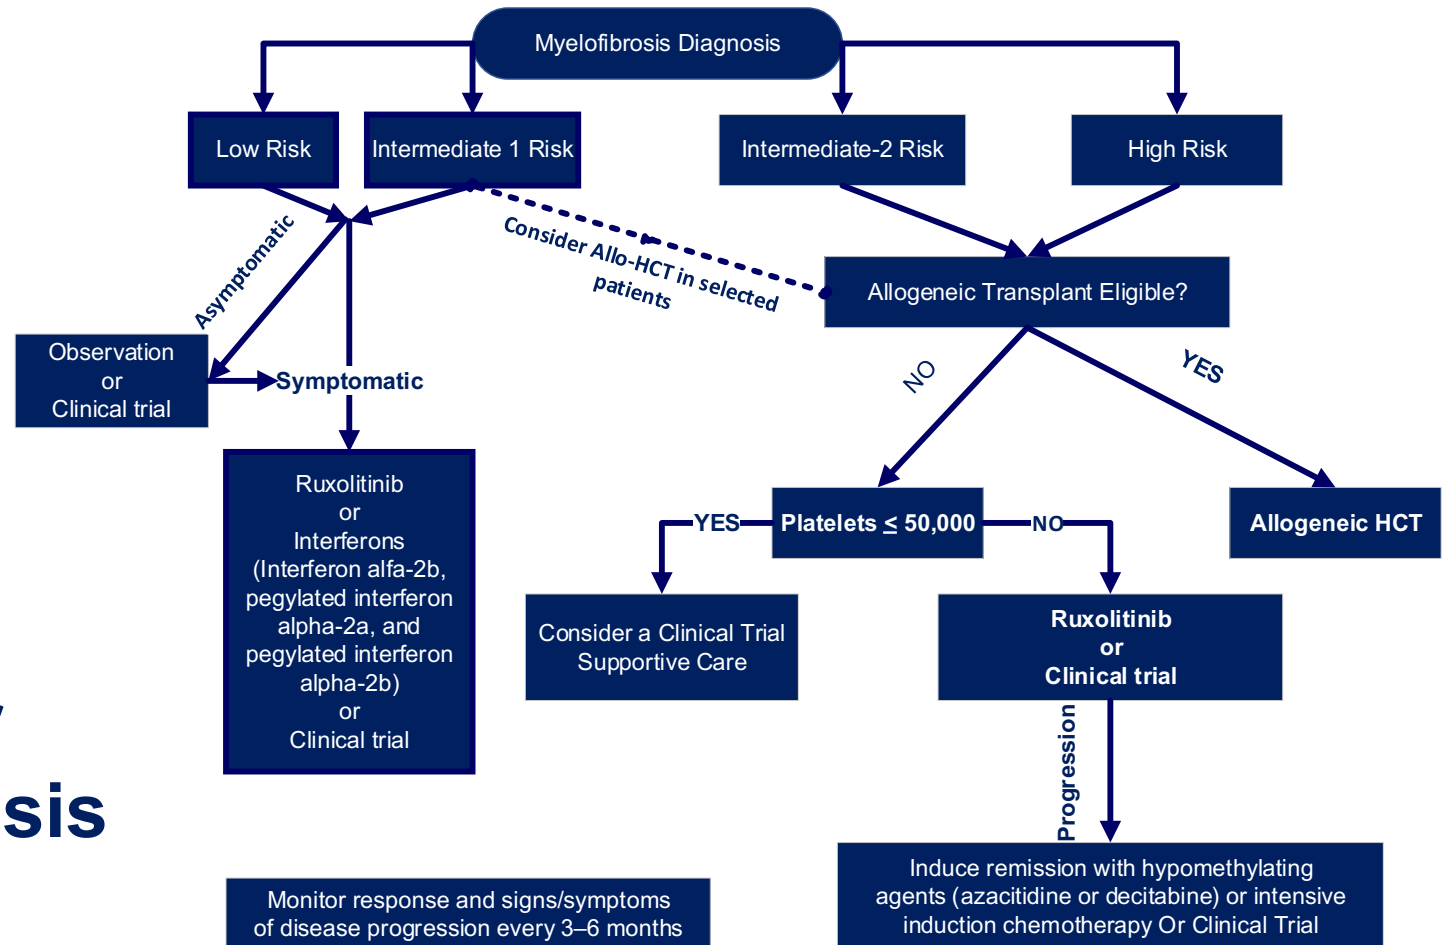 Myelofibrosis Diagnosis
Low Risk
Intermediate 1 Risk
Intermediate-2 Risk
High Risk
Asymptomatic
Consider Allo-HCT in selected
patients
Allogeneic Transplant Eligible?
Observation
or
Clinical trial
Symptomatic
NO
YES
Ruxolitinib
or
Interferons
(Interferon alfa-2b,
pegylated interferon
alpha-2a, and
pegylated interferon
alpha-2b)
or
Clinical trial
YES
Platelets ≤ 50,000
NO
Allogeneic HCT
Consider a Clinical Trial
Supportive Care
Ruxolitinib
or
Clinical trial
Progression
sis
Monitor response and signs/symptoms
of disease progression every 3–6 months
Induce remission with hypomethylating
agents (azacitidine or decitabine) or intensive
induction chemotherapy Or Clinical Trial